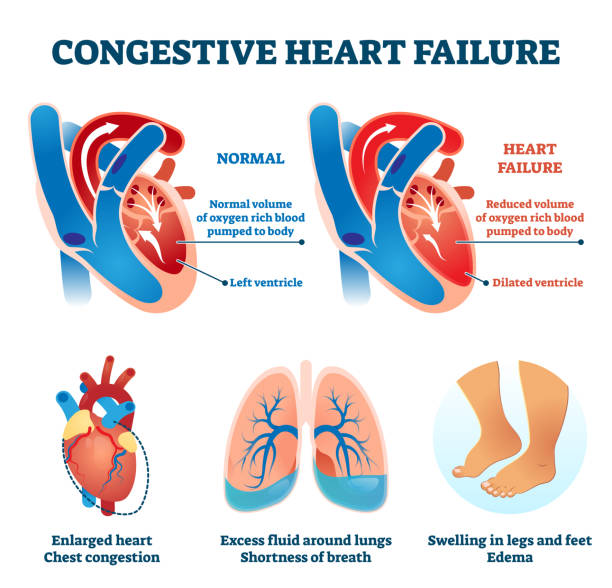 CONGESTIVE HEART FAILURE
NORMAL
Normal volume
of oxygen rich blood
pumped to body
Left ventricle
HEART
FAILURE
Reduced volume
of oxygen rich blood
pumped to body
Dilated ventricle
Enlarged heart
Chest congestion
Excess fluid around lungs
Shortness of breath
Swelling in legs and feet
Edema